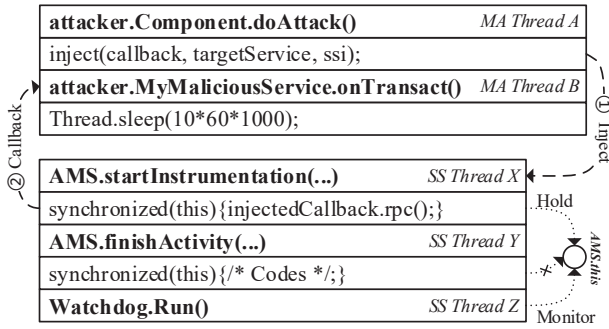 attacker.Component.doAttack() MA Thread A
inject(callback, targetService, ssi);
attacker.MyMaliciousService.onTransact() MA Thread B
Thread.sleep(10*60*1000);
① Inject
② Callback
AMS.startInstrumentation(...) SS Thread X
synchronized(this){injectedCallback.rpc();}
Hold
AMS.finishActivity(...) SS Thread Y
synchronized(this){/* Codes */;}
AMS.this
Watchdog.Run() SS Thread Z
Monitor